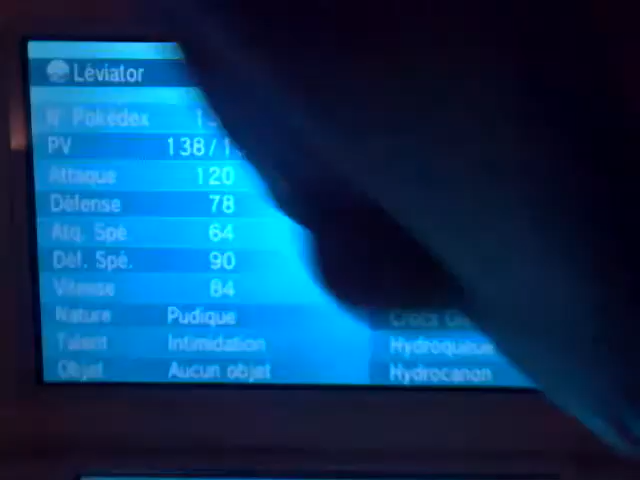 Léviator
N° Pokédex
PV 138/1
Attaque 120
Défense 78
Atq. Spé. 64
Déf. Spé. 90
Vitesse 84
Nature Pudique Crocs
Talent Intimidation Hydroqueue
Objet Aucun objet Hydrocanon